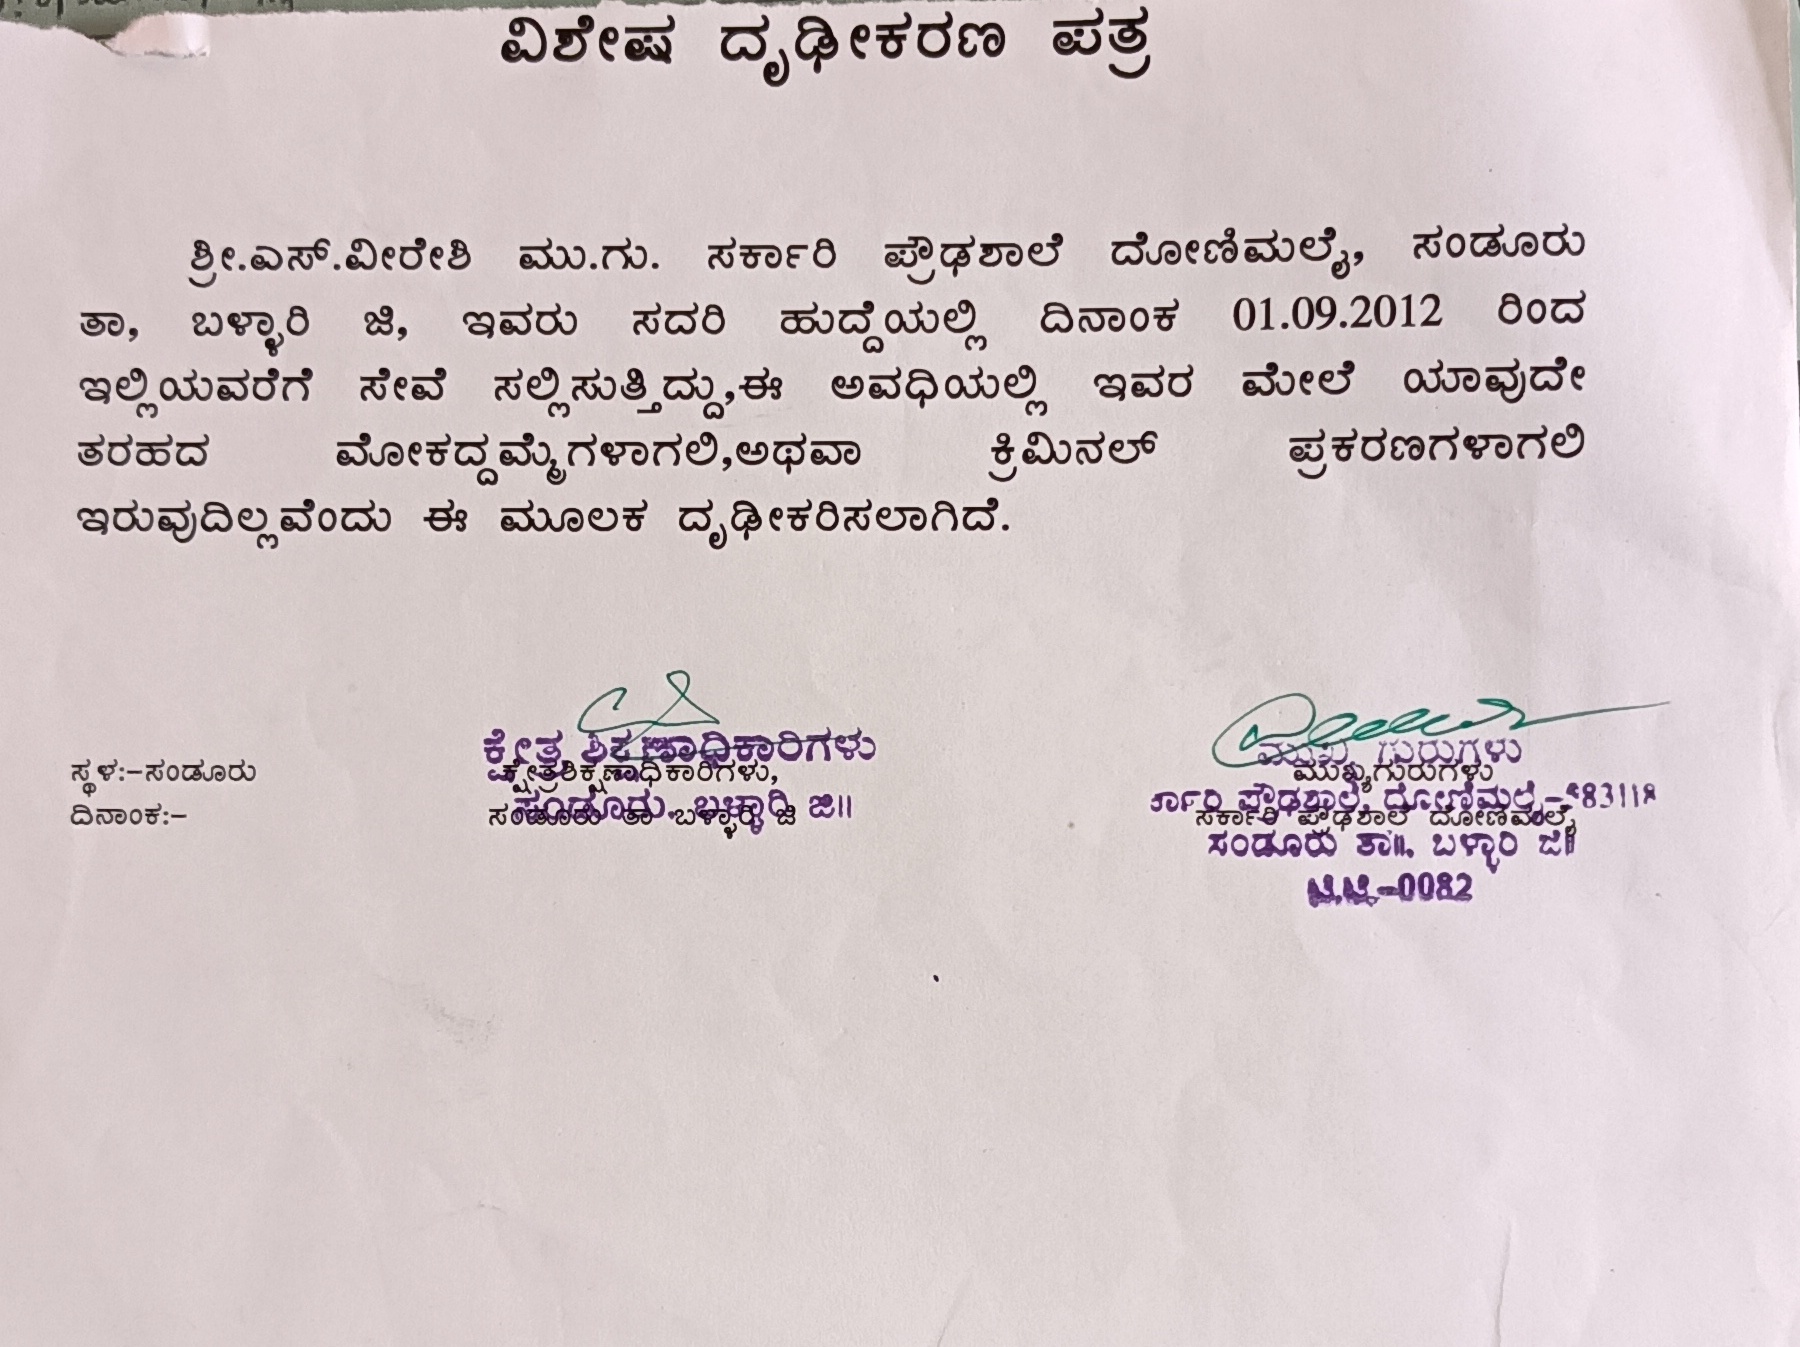 ವಿಶೇಷ ದೃಢೀಕರಣ ಪತ್ರ
ಶ್ರೀ.ಎಸ್.ವೀರೇಶಿ ಮು.ಗು. ಸರ್ಕಾರಿ ಪ್ರೌಢಶಾಲೆ ದೋಣಿಮಲೈ, ಸಂಡೂರು
ತಾ, ಬಳ್ಳಾರಿ ಜಿ, ಇವರು ಸದರಿ ಹುದ್ದೆಯಲ್ಲಿ ದಿನಾಂಕ 01.09.2012 ರಿಂದ
ಇಲ್ಲಿಯವರೆಗೆ ಸೇವೆ ಸಲ್ಲಿಸುತ್ತಿದ್ದು,ಈ ಅವಧಿಯಲ್ಲಿ ಇವರ ಮೇಲೆ ಯಾವುದೇ
ತರಹದ ಮೋಕದ್ದಮ್ಮೆಗಳಾಗಲಿ,ಅಥವಾ ಕ್ರಿಮಿನಲ್ ಪ್ರಕರಣಗಳಾಗಲಿ
ಇರುವುದಿಲ್ಲವೆಂದು ಈ ಮೂಲಕ ದೃಢೀಕರಿಸಲಾಗಿದೆ.
ಸ್ಥಳ:-ಸಂಡೂರು
ದಿನಾಂಕ:-
ಕ್ಷೇತ್ರ ಶಿಕ್ಷಣಾಧಿಕಾರಿಗಳು
ಕ್ಷೇತ್ರಶಿಕ್ಷಣಾಧಿಕಾರಿಗಳು,
ಸಂಡೂರು. ಬಳ್ಳಾರಿ ಜಿ॥
ಸಂಡೂರು ತಾ ಬಳ್ಳಾರಿ ಜಿ
ಮುಖ್ಯ ಗುರುಗಳು
ಮುಖ್ಯಗುರುಗಳು
ರ್ಕಾರಿ ಪ್ರೌಢಶಾಲೆ, ದೋಣಿಮಲೈ-583118
ಸರ್ಕಾರಿ ಪ್ರೌಢಶಾಲೆ ದೋಣಿಮಲೈ
ಸಂಡೂರು ತಾ॥. ಬಳ್ಳಾರಿ ಜಿ॥
-0082